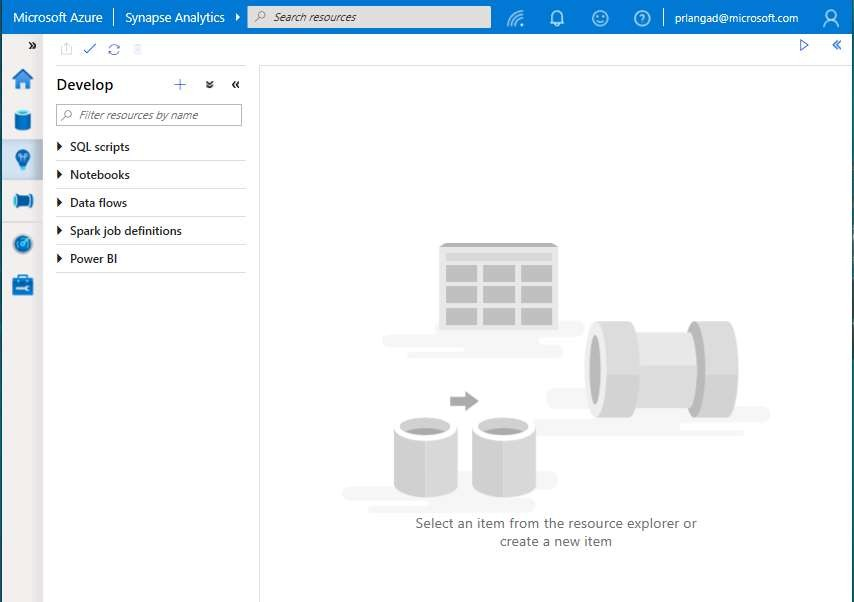 Microsoft Azure
Synapse Analytics
Search resources
prlangad@microsoft.com
Develop
Filter resources by name
SQL scripts
Notebooks
Data flows
Spark job definitions
Power BI
Select an item from the resource explorer or
create a new item